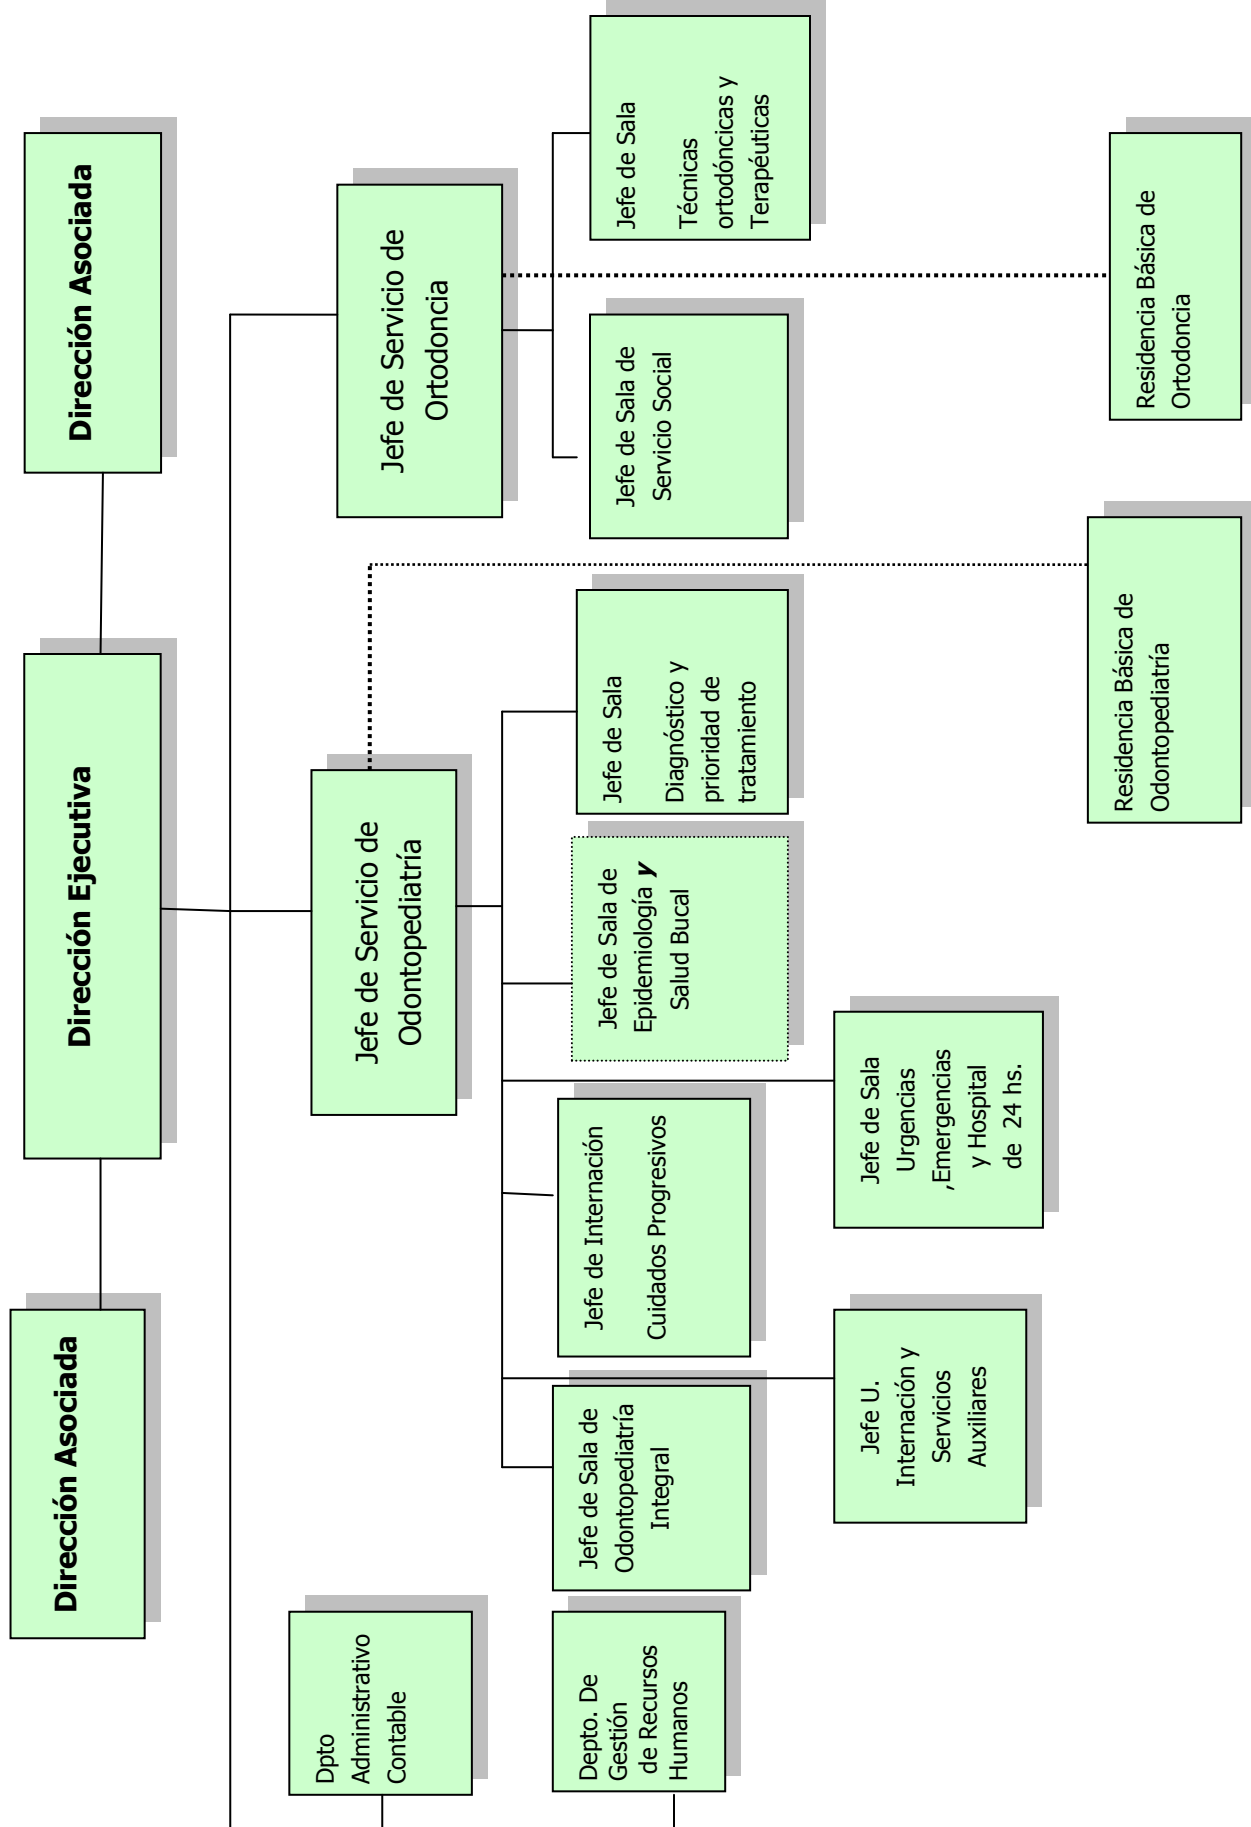 Dirección Asociada
Dirección Ejecutiva
Dirección Asociada
Dpto
Administrativo
Contable
Jefe de Servicio de
Odontopediatría
Jefe de Servicio de
Ortodoncia
Depto. De
Gestión
de Recursos
Humanos
Jefe de Sala de
Odontopediatría
Integral
Jefe de Internación
Cuidados Progresivos
Jefe de Sala de
Epidemiología y
Salud Bucal
Jefe de Sala
Diagnóstico y
prioridad de
tratamiento
Jefe de Sala de
Servicio Social
Jefe de Sala
Técnicas
ortodóncicas y
Terapéuticas
Jefe U.
Internación y
Servicios
Auxiliares
Jefe de Sala
Urgencias
,Emergencias
y Hospital
de 24 hs.
Residencia Básica de
Odontopediatría
Residencia Básica de
Ortodoncia